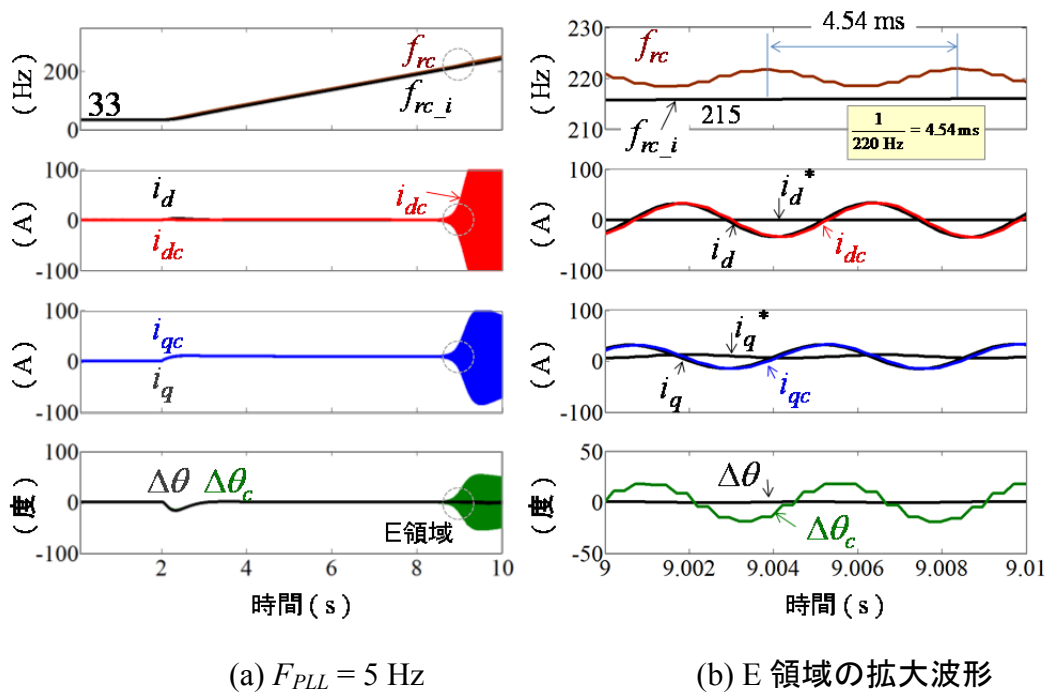 ( Hz )
200
0
33
f_rc
f_rc_i
( A )
100
0
-100
i_d
i_dc
i_dc
( A )
100
0
-100
i_qc
i_q
(度)
100
0
-100
Δθ Δθ_c
E領域
0 2 4 6 8 10
時間 ( s )
(a) F_PLL = 5 Hz
( Hz )
230
220
210
f_rc
4.54 ms
f_rc_i
215
1/220 Hz = 4.54 ms
( A )
100
0
-100
i_d*
i_d
i_dc
( A )
100
0
-100
i_q*
i_q
i_qc
(度)
50
0
-50
Δθ
Δθ_c
9 9.002 9.004 9.006 9.008 9.01
時間 ( s )
(b) E 領域の拡大波形